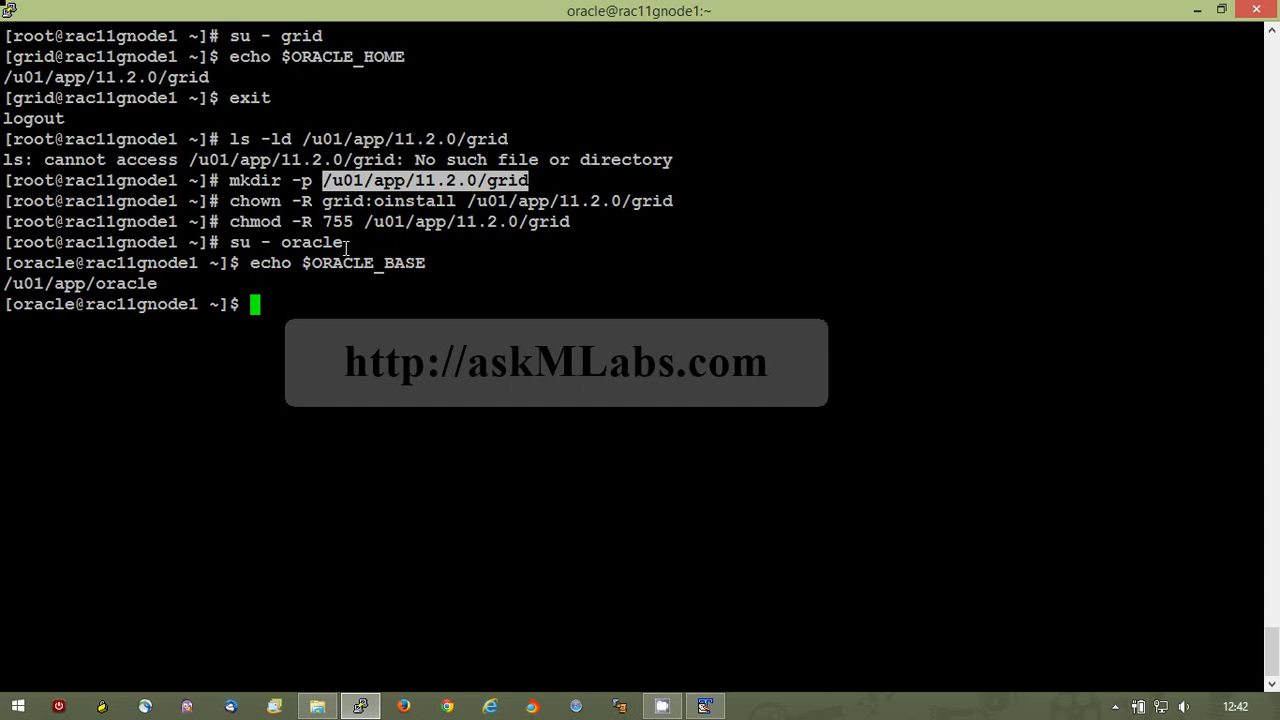 oracle@rac11gnode1:~
[root@rac11gnode1 ~]# su - grid
[grid@rac11gnode1 ~]$ echo $ORACLE_HOME
/u01/app/11.2.0/grid
[grid@rac11gnode1 ~]$ exit
logout
[root@rac11gnode1 ~]# ls -ld /u01/app/11.2.0/grid
ls: cannot access /u01/app/11.2.0/grid: No such file or directory
[root@rac11gnode1 ~]# mkdir -p /u01/app/11.2.0/grid
[root@rac11gnode1 ~]# chown -R grid:oinstall /u01/app/11.2.0/grid
[root@rac11gnode1 ~]# chmod -R 755 /u01/app/11.2.0/grid
[root@rac11gnode1 ~]# su - oracle
[oracle@rac11gnode1 ~]$ echo $ORACLE_BASE
/u01/app/oracle
[oracle@rac11gnode1 ~]$
http://askMLabs.com
12:42